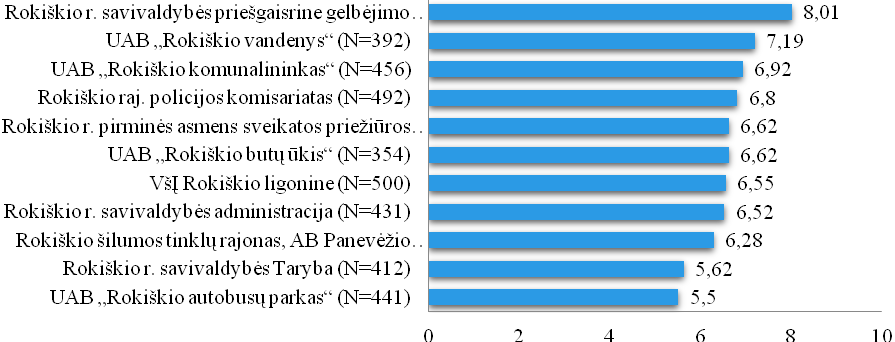 Rokiškio r. savivaldybės priešgaisrine gelbėjimo .. 8,01
UAB „Rokiškio vandenys“ (N=392) 7,19
UAB „Rokiškio komunalininkas“ (N=456) 6,92
Rokiškio raj. policijos komisariatas (N=492) 6,8
Rokiškio r. pirminės asmens sveikatos priežiūros .. 6,62
UAB „Rokiškio butų ūkis“ (N=354) 6,62
VšĮ Rokiškio ligonine (N=500) 6,55
Rokiškio r. savivaldybės administracija (N=431) 6,52
Rokiškio šilumos tinklų rajonas, AB Panevėžio .. 6,28
Rokiškio r. savivaldybės Taryba (N=412) 5,62
UAB „Rokiškio autobusų parkas“ (N=441) 5,5
0 2 4 6 8 10